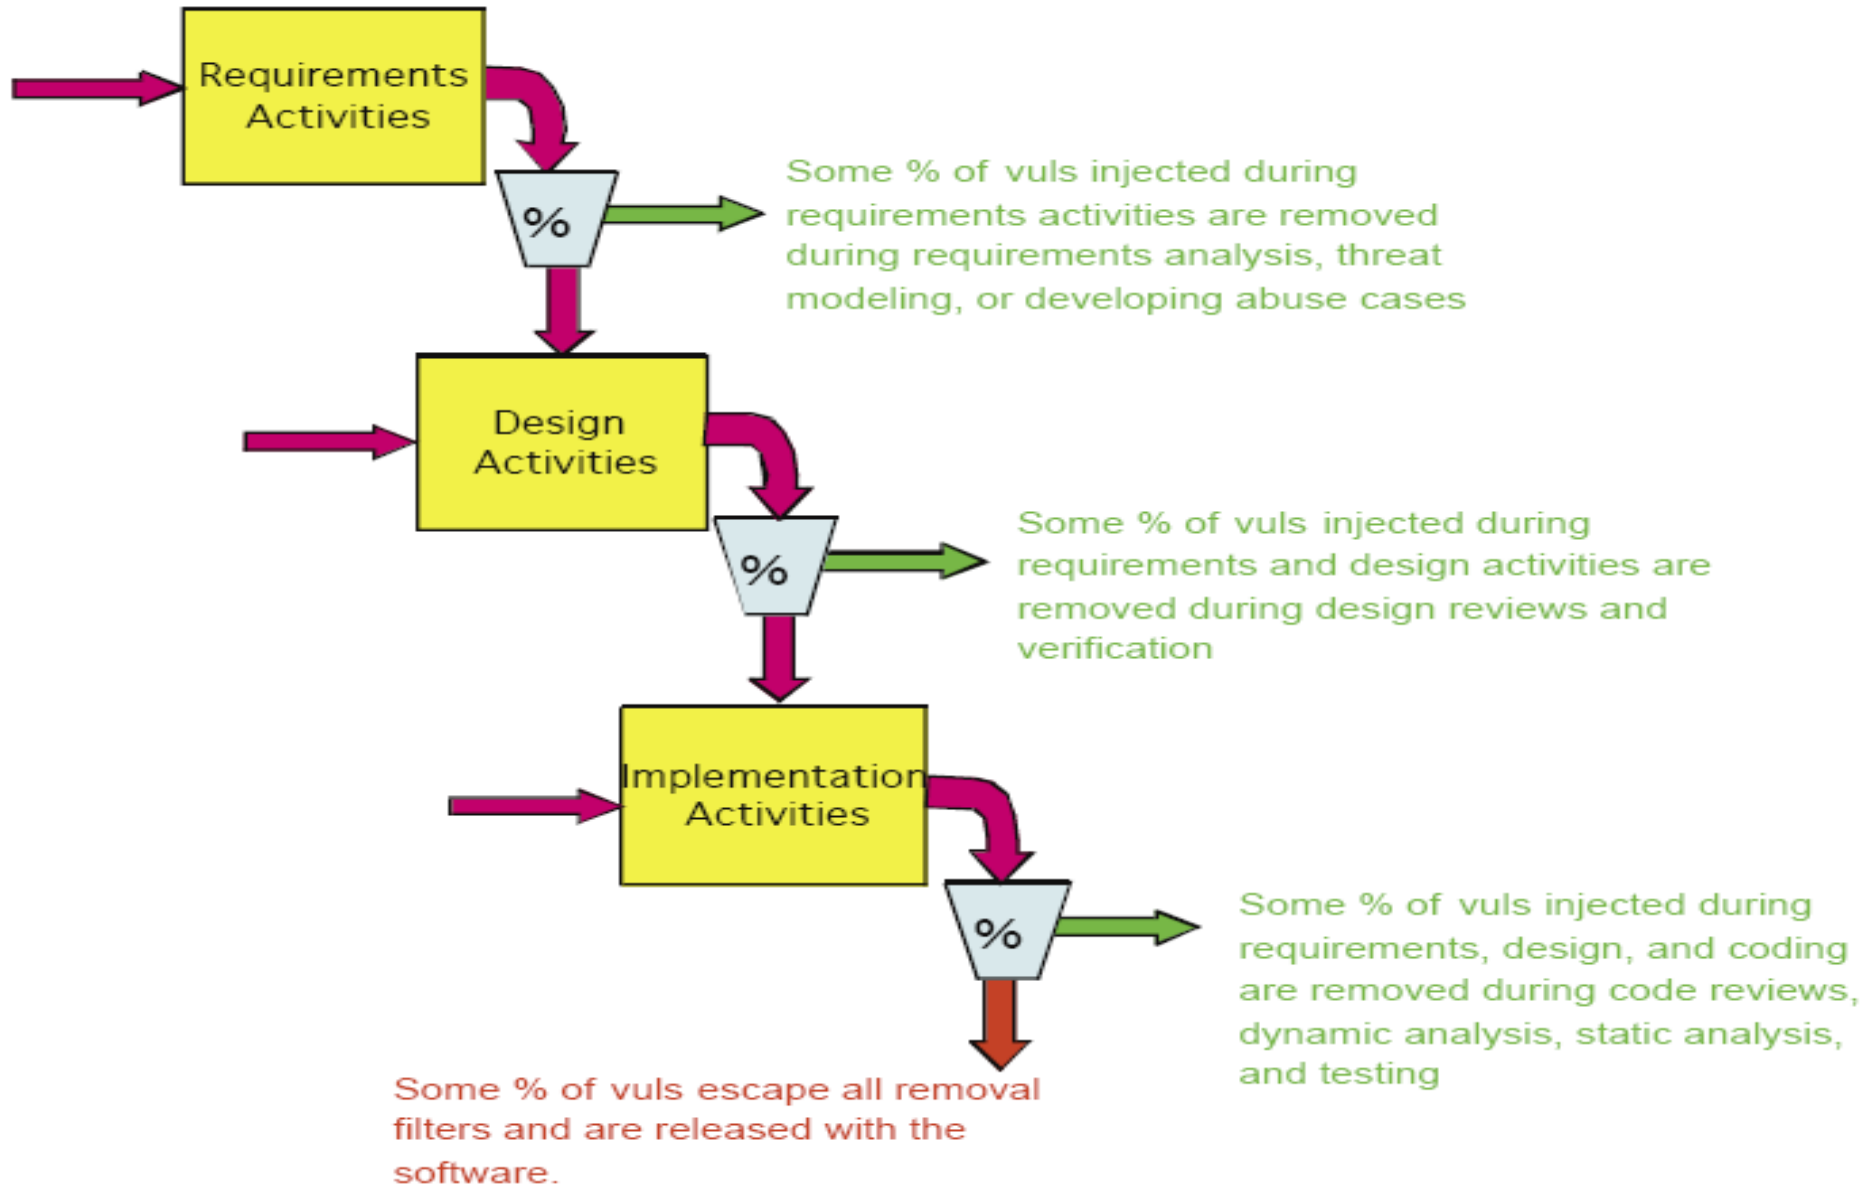 Requirements
Activities
%
Some % of vuls injected during
requirements activities are removed
during requirements analysis, threat
modeling, or developing abuse cases
Design
Activities
%
Some % of vuls injected during
requirements and design activities are
removed during design reviews and
verification
Implementation
Activities
%
Some % of vuls injected during
requirements, design, and coding
are removed during code reviews,
dynamic analysis, static analysis,
and testing
Some % of vuls escape all removal
filters and are released with the
software.